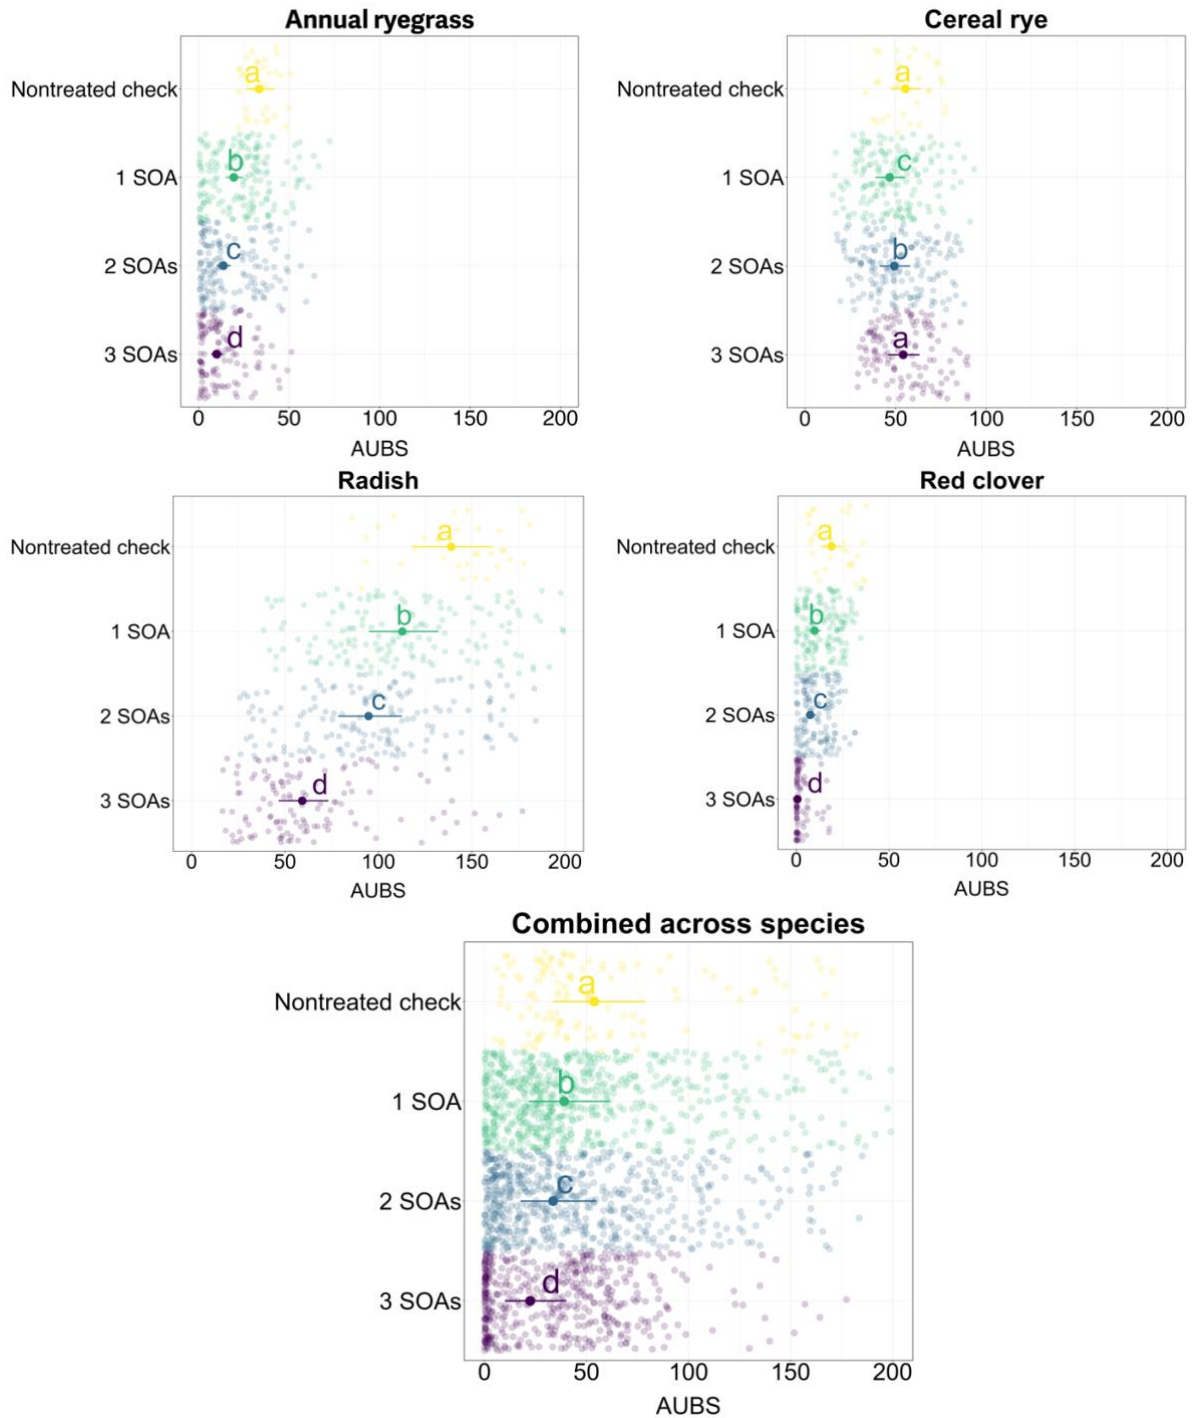 Annual ryegrass
Nontreated check
a
1 SOA
b
2 SOAs
c
3 SOAs
d
0 50 100 150 200
AUBS
Cereal rye
Nontreated check
a
1 SOA
c
2 SOAs
b
3 SOAs
a
0 50 100 150 200
AUBS
Radish
Nontreated check
a
1 SOA
b
2 SOAs
c
3 SOAs
d
0 50 100 150 200
AUBS
Red clover
Nontreated check
a
1 SOA
b
2 SOAs
c
3 SOAs
d
0 50 100 150 200
AUBS
Combined across species
Nontreated check
a
1 SOA
b
2 SOAs
c
3 SOAs
d
0 50 100 150 200
AUBS